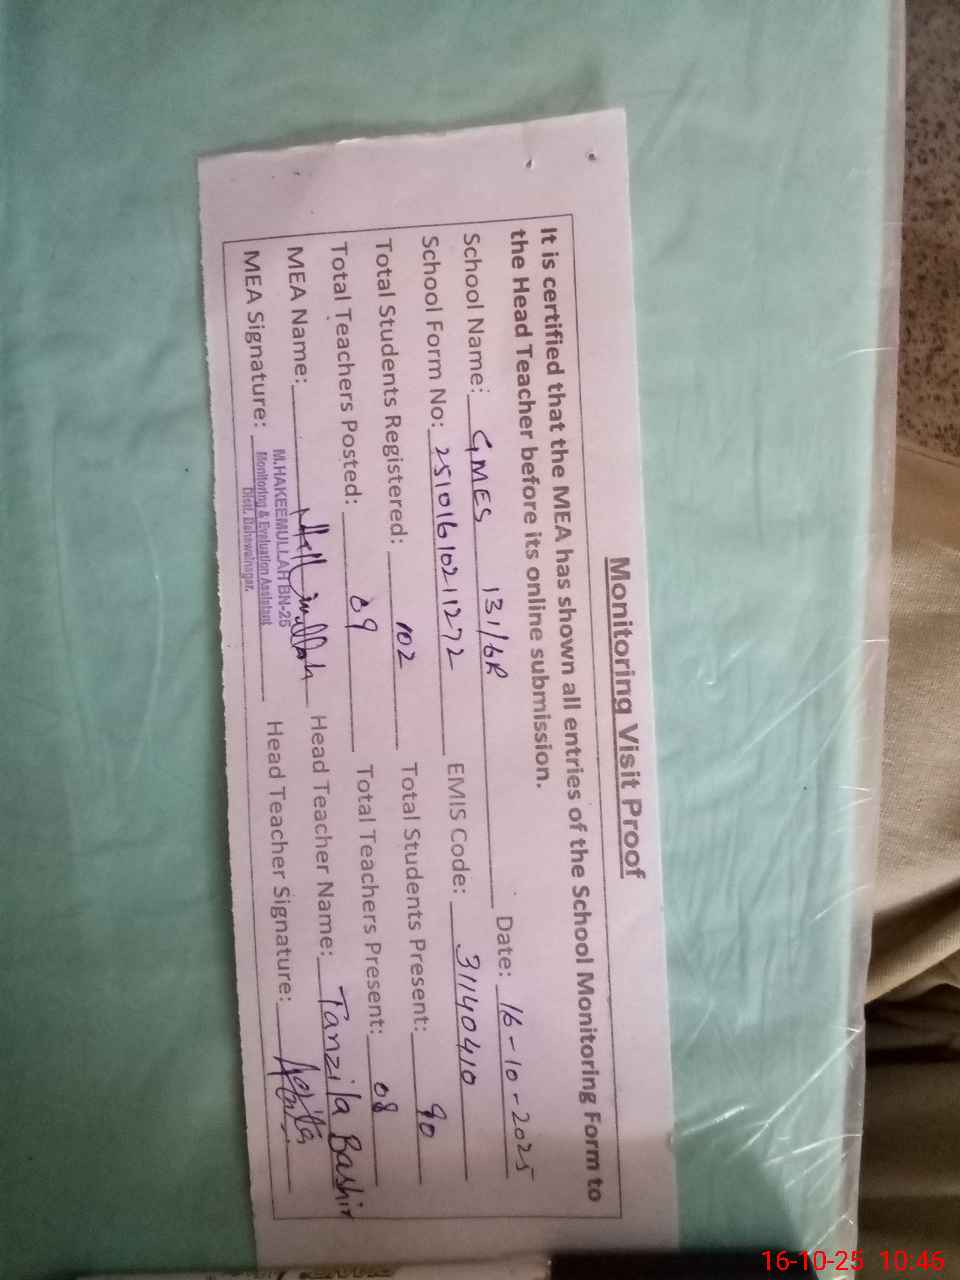 Monitoring Visit Proof
It is certified that the MEA has shown all entries of the School Monitoring Form to
the Head Teacher before its online submission.
School Name: GMES 131/6R Date: 16-10-2025
School Form No: 25101610211272 EMIS Code: 31140410
Total Students Registered: 102 Total Students Present: 90
Total Teachers Posted: 09 Total Teachers Present: 08
MEA Name: Head Teacher Name: Tanzila Bashir
MEA Signature: Head Teacher Signature:
M.HAKEEMULLAH BN-25
Monitoring & Evaluation Assistant
Distt. Bahawalnagar.
16-10-25 10:46